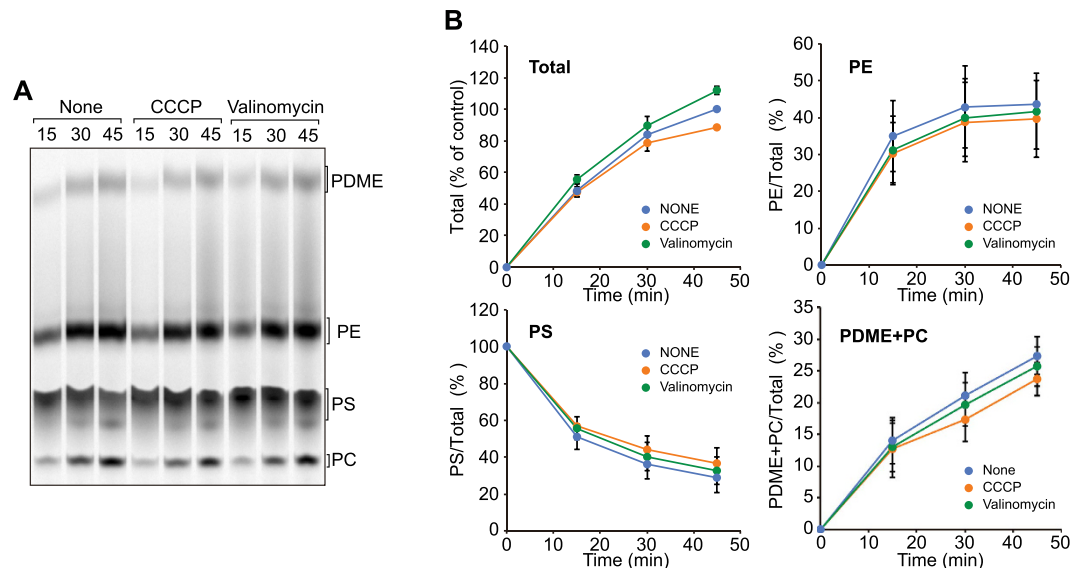 A
None CCCP Valinomycin
15 30 45 15 30 45 15 30 45
PDME
PE
PS
PC
B
Total
Total (% of control)
140
120
100
80
60
40
20
0
NONE
CCCP
Valinomycin
0 10 20 30 40 50
Time (min)
PE
PE/Total (%)
60
50
40
30
20
10
0
NONE
CCCP
Valinomycin
0 10 20 30 40 50
Time (min)
PS
PS/Total (%)
120
100
80
60
40
20
0
NONE
CCCP
Valinomycin
0 10 20 30 40 50
Time (min)
PDME+PC
PDME+PC/Total (%)
35
30
25
20
15
10
5
0
None
CCCP
Valinomycin
0 10 20 30 40 50
Time (min)